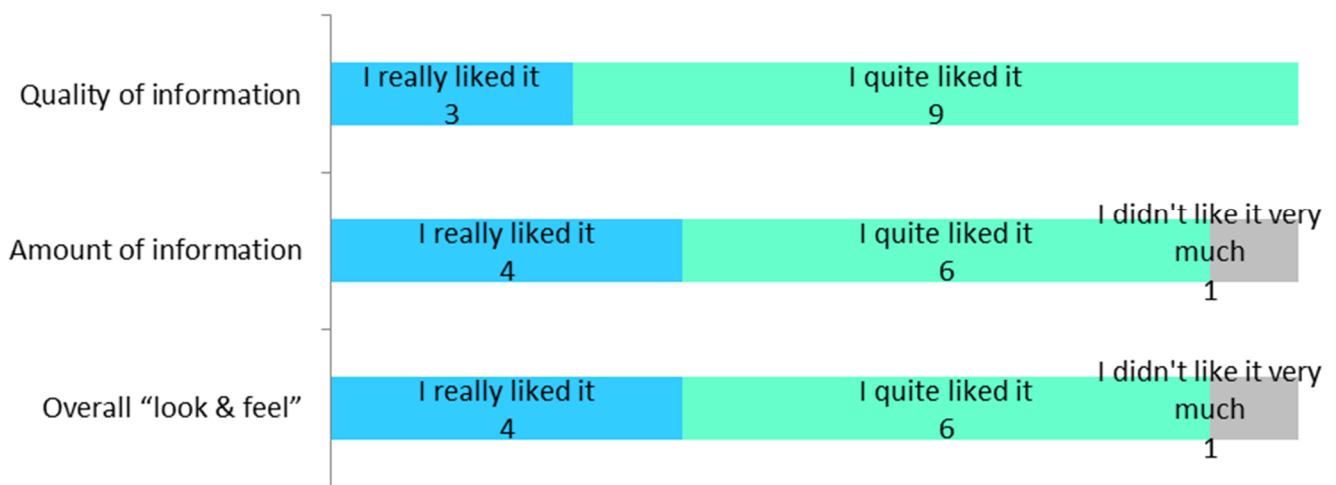 Quality of information
I really liked it
3
I quite liked it
9
Amount of information
I really liked it
4
I quite liked it
6
I didn't like it very
much
1
Overall “look & feel”
I really liked it
4
I quite liked it
6
I didn't like it very
much
1